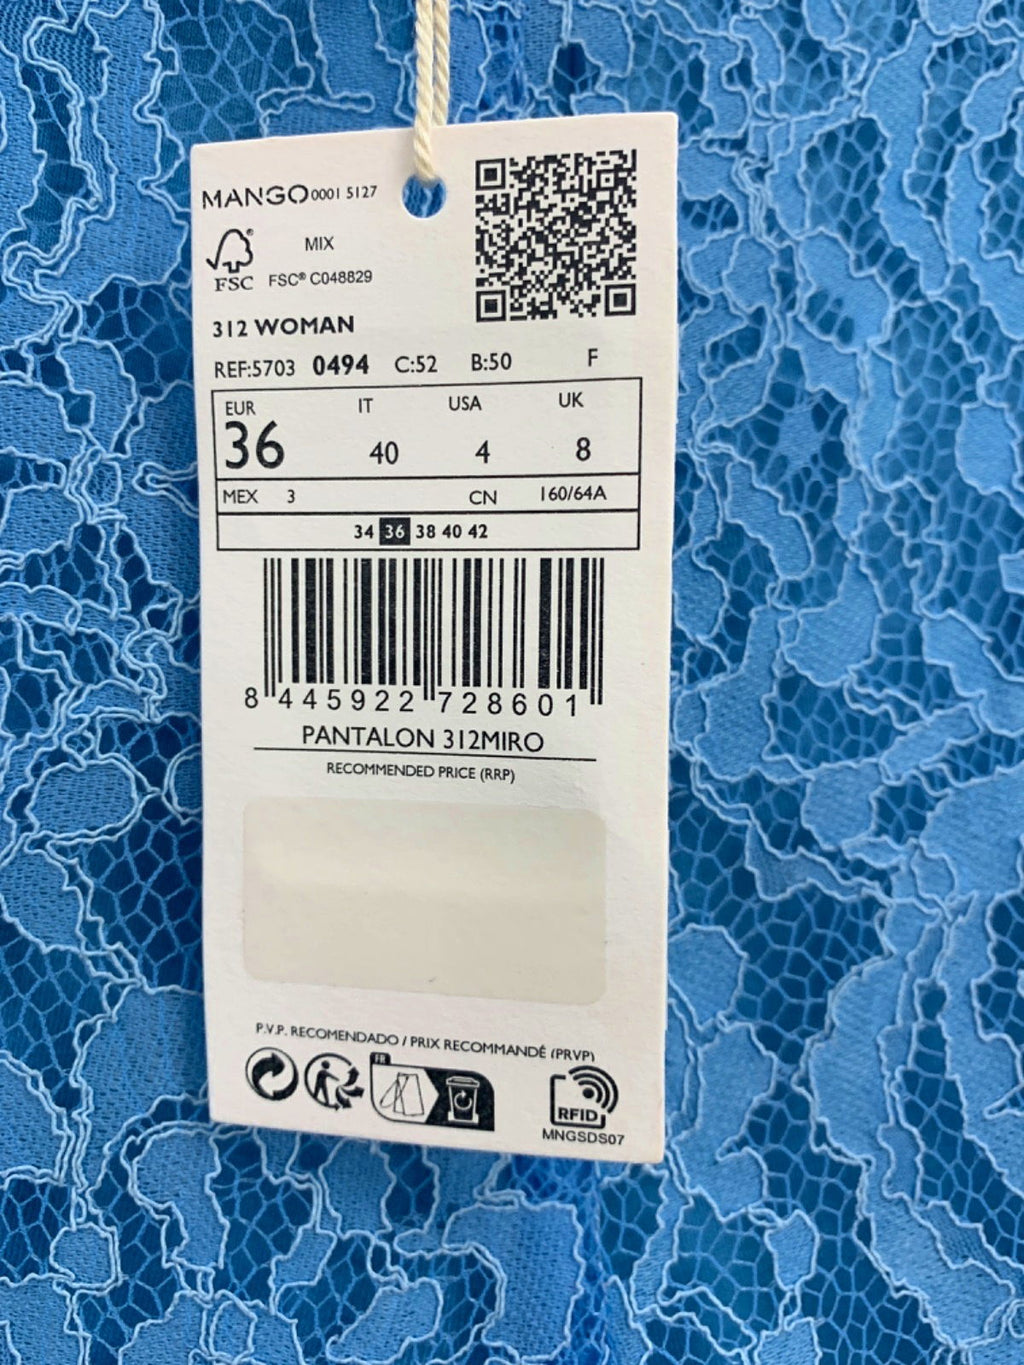 MANGO 0001 5127
MIX
FSC FSC® C048829
312 WOMAN
REF:5703 0494 C:52 B:50 F
EUR IT USA UK
36 40 4 8
MEX 3 CN 160/64A
34 36 38 40 42
8 445922 728601
PANTALON 312MIRO
RECOMMENDED PRICE (RRP)
P.V.P. RECOMENDADO / PRIX RECOMMANDÉ (PRVP)
FR
RFID
MNGSDS07